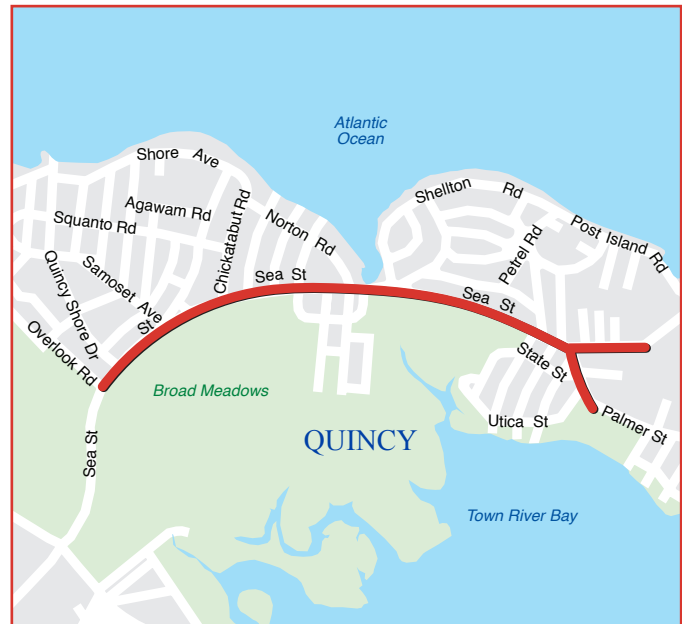 Atlantic
Ocean
Shore Ave
Shellton Rd
Agawam Rd
Chickatabut Rd
Squanto Rd
Norton Rd
Post Island Rd
Petrel Rd
Quincy Shore Dr
Samoset Ave
St
Sea St
Sea St
Overlook Rd
State St
Broad Meadows
Utica St
Palmer St
QUINCY
Sea St
Town River Bay